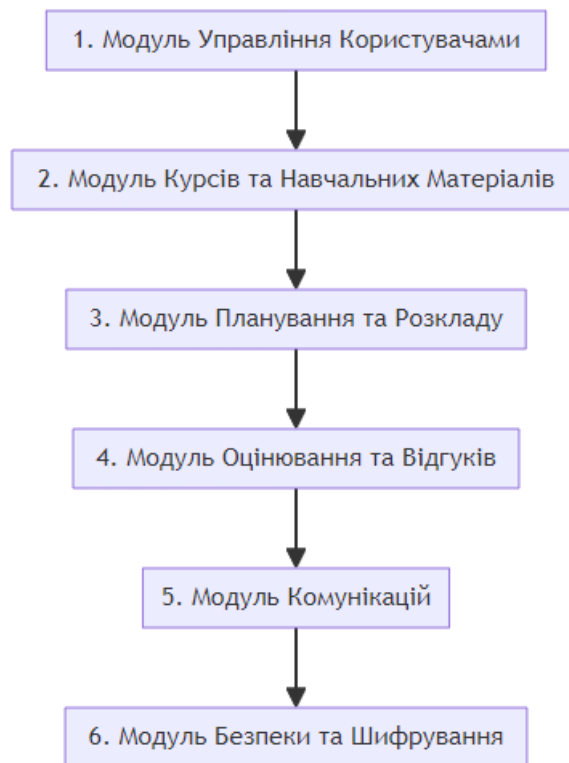 1. Модуль Управління Користувачами
2. Модуль Курсів та Навчальних Матеріалів
3. Модуль Планування та Розкладу
4. Модуль Оцінювання та Відгуків
5. Модуль Комунікацій
6. Модуль Безпеки та Шифрування